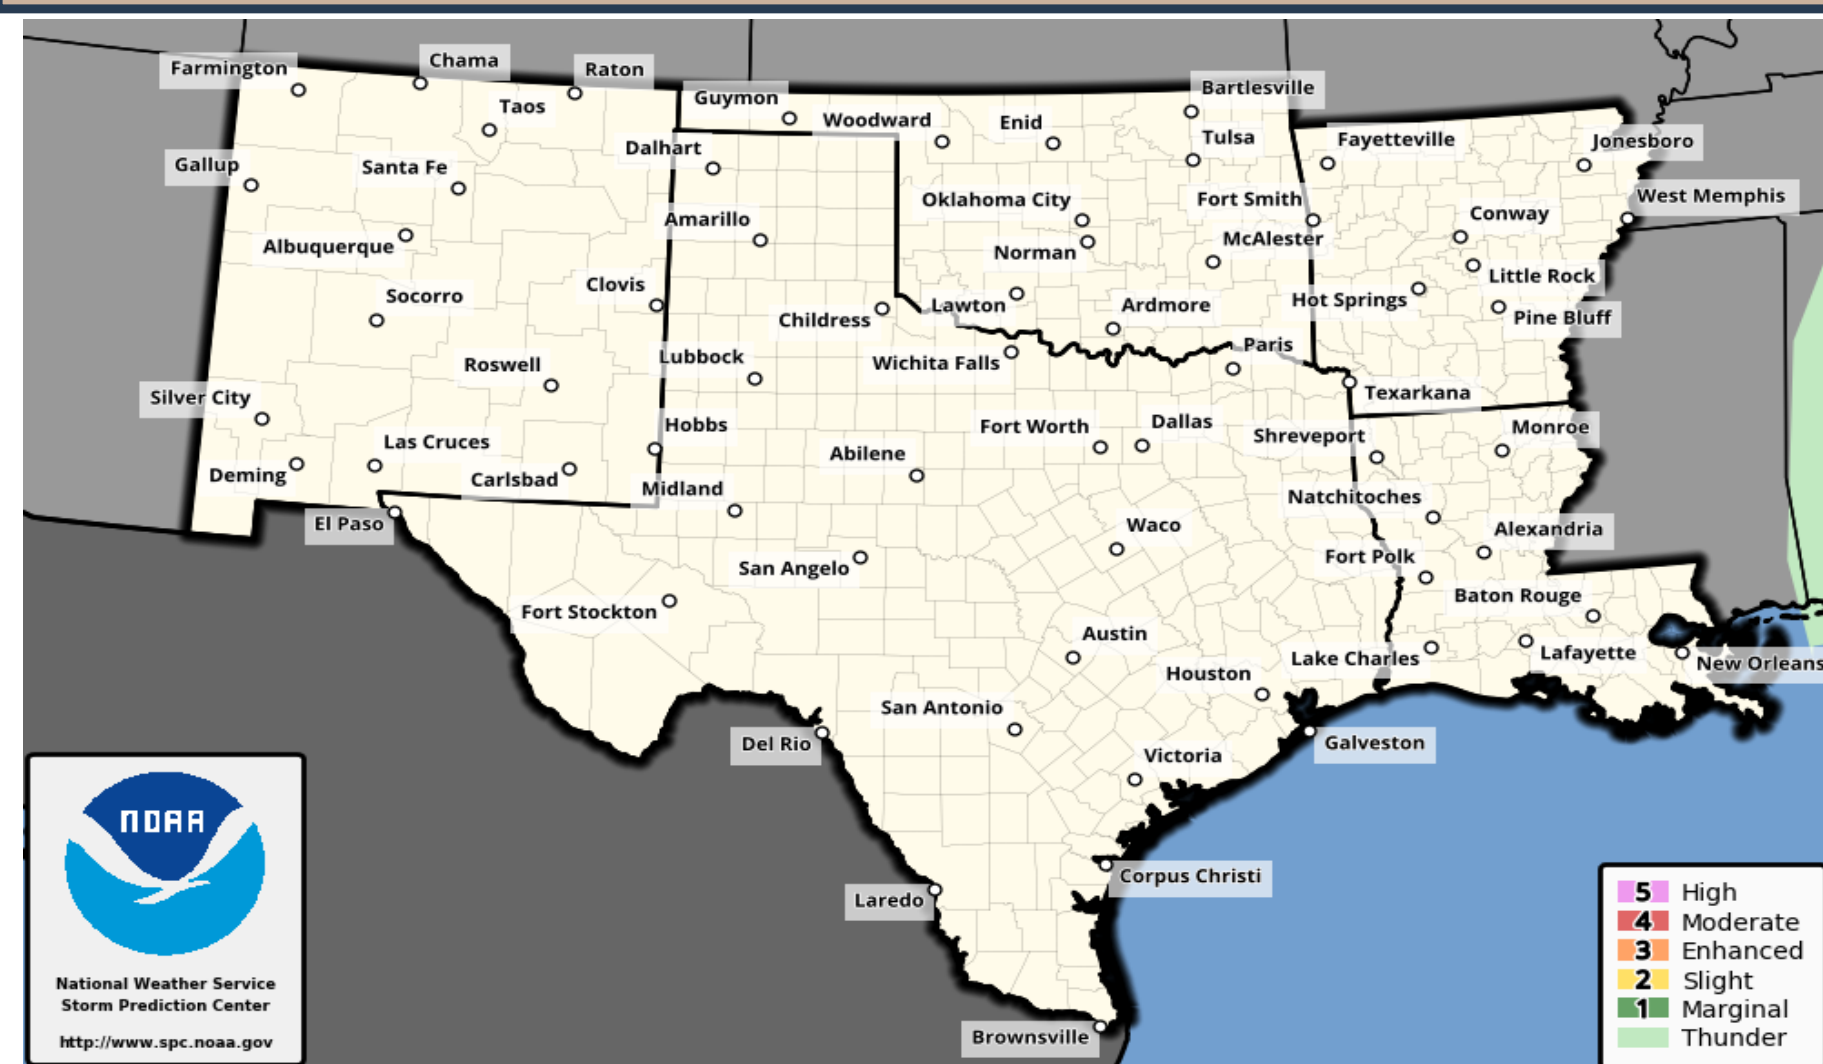 Farmington
Chama
Raton
Taos
Guymon
Woodward
Enid
Bartlesville
Tulsa
Fayetteville
Jonesboro
Gallup
Santa Fe
Dalhart
Oklahoma City
Fort Smith
West Memphis
Amarillo
Conway
Albuquerque
Norman
McAlester
Little Rock
Clovis
Socorro
Childress
Lawton
Ardmore
Hot Springs
Pine Bluff
Roswell
Lubbock
Wichita Falls
Paris
Texarkana
Silver City
Hobbs
Fort Worth
Dallas
Shreveport
Monroe
Las Cruces
Abilene
Deming
Carlsbad
Midland
Natchitoches
El Paso
Waco
Alexandria
San Angelo
Fort Polk
Fort Stockton
Baton Rouge
Austin
Lake Charles
Lafayette
New Orleans
Houston
San Antonio
Del Rio
Galveston
Victoria
Corpus Christi
Laredo
Brownsville
NOAA
National Weather Service
Storm Prediction Center
http://www.spc.noaa.gov
5 High
4 Moderate
3 Enhanced
2 Slight
1 Marginal
Thunder